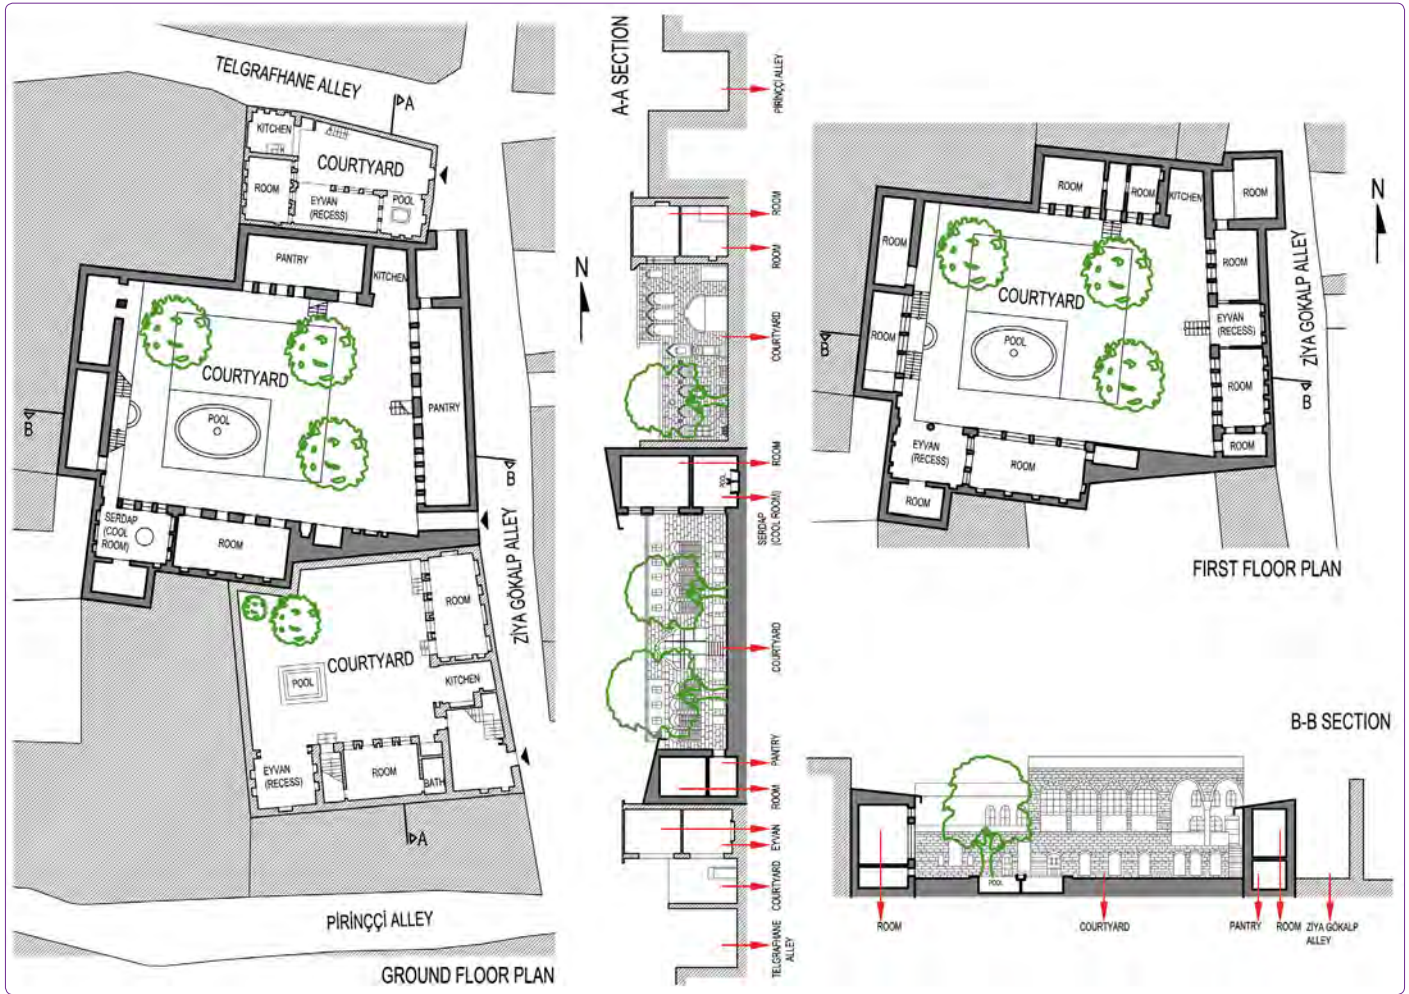 TELGRAFHANE ALLEY
A
KITCHEN
COURTYARD
ROOM
EYVAN
(RECESS)
POOL
PANTRY
KITCHEN
COURTYARD
POOL
PANTRY
B
B
SERDAP
(COOL
ROOM)
ROOM
ZİYA GÖKALP ALLEY
ROOM
COURTYARD
POOL
KITCHEN
EYVAN
(RECESS)
ROOM
BATH
A
PİRİNÇÇİ ALLEY
GROUND FLOOR PLAN
N
A-A SECTION
PİRİNÇÇİ ALLEY
ROOM
ROOM
COURTYARD
ROOM
POOL
SERDAP
(COOL ROOM)
COURTYARD
PANTRY
ROOM
EYVAN
EYVAN
COURTYARD
TELGRAFHANE
ALLEY
N
ROOM
ROOM
KITCHEN
ROOM
ROOM
ROOM
COURTYARD
EYVAN
(RECESS)
ZİYA GÖKALP ALLEY
POOL
ROOM
B
ROOM
B
EYVAN
(RECESS)
ROOM
ROOM
ROOM
FIRST FLOOR PLAN
B-B SECTION
POOL
ROOM
COURTYARD
PANTRY
ROOM
ZİYA GÖKALP
ALLEY